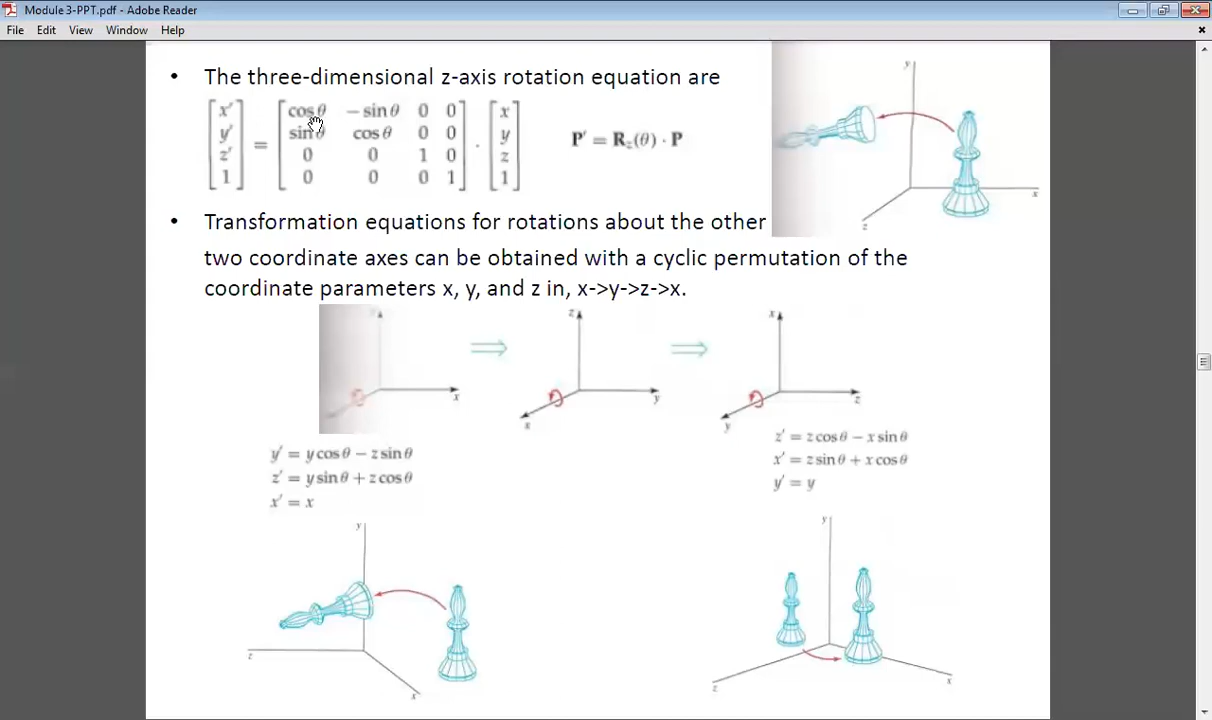 Module 3-PPT.pdf - Adobe Reader
File Edit View Window Help
• The three-dimensional z-axis rotation equation are
[x′ y′ z′ 1] = [cosθ −sinθ 0 0
sinθ cosθ 0 0
0 0 1 0
0 0 0 1] · [x y z 1]
P′ = R_z(θ) · P
y
x
z
• Transformation equations for rotations about the other
two coordinate axes can be obtained with a cyclic permutation of the
coordinate parameters x, y, and z in, x->y->z->x.
x
⇒
z
y
x
⇒
x
z
y
y′ = y cosθ − z sinθ
z′ = y sinθ + z cosθ
x′ = x
z′ = z cosθ − x sinθ
x′ = z sinθ + x cosθ
y′ = y
y
z
x
y
z
x